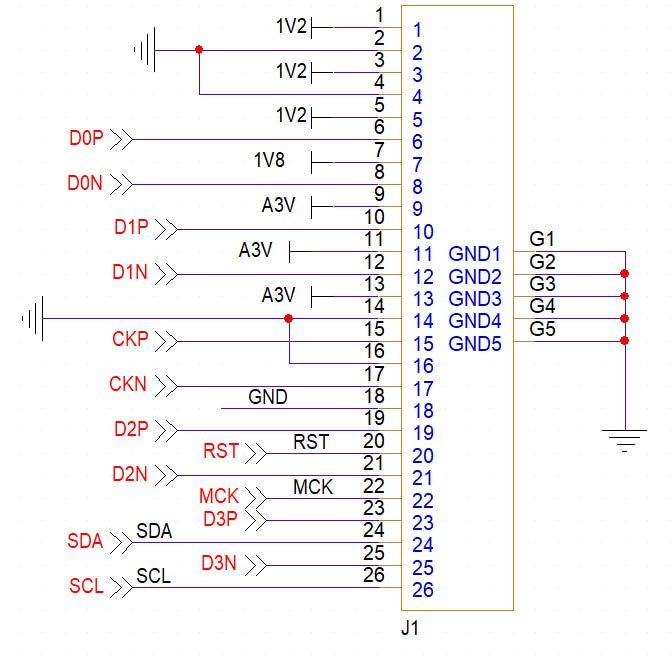 1
1V2
1
2
2
3
1V2
3
4
4
5
1V2
5
6
D0P
6
7
1V8
7
8
D0N
8
9
A3V
9
10
D1P
10
11
A3V
11 GND1 G1
12
D1N
12 GND2 G2
13
A3V
13 GND3 G3
14
14 GND4 G4
15
CKP
15 GND5 G5
16
16
17
CKN
17
18
GND
18
19
D2P
19
20
RST RST
20
21
D2N
21
22
MCK MCK
22
23
D3P
23
24
SDA SDA
24
25
D3N
25
26
SCL SCL
26
J1